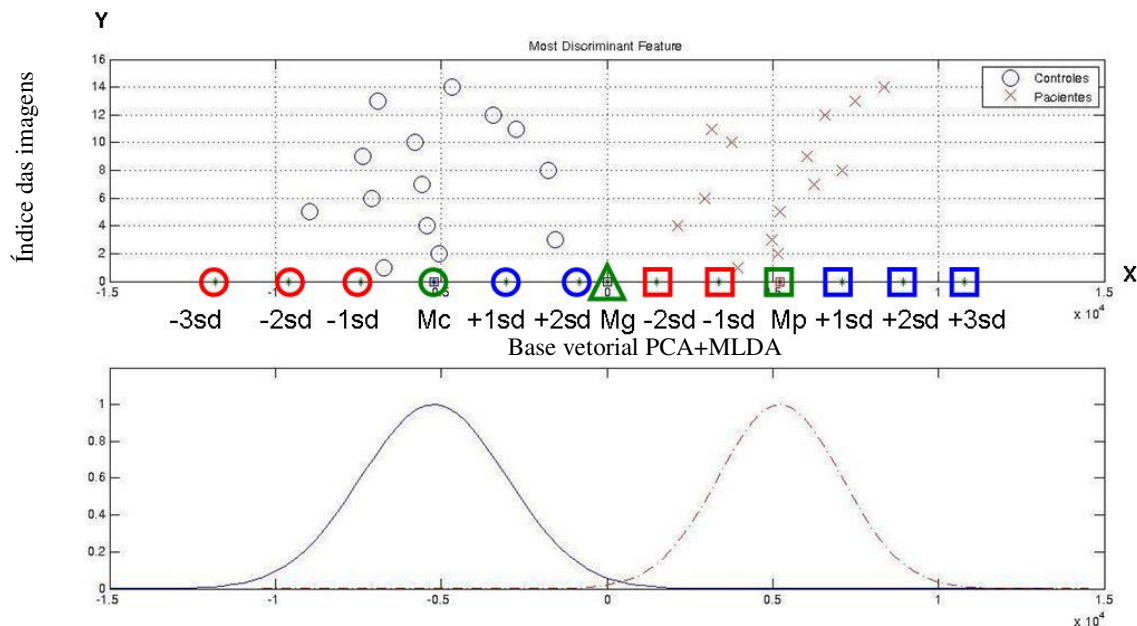 Y
Most Discriminant Feature
Índice das imagens
16
14
12
10
8
6
4
2
0
Controles
Pacientes
X
-1.5 -1 -0.5 0 0.5 1 1.5
x 10^4
-3sd -2sd -1sd Mc +1sd +2sd Mg -2sd -1sd Mp +1sd +2sd +3sd
Base vetorial PCA+MLDA
1
0.8
0.6
0.4
0.2
0
-1.5 -1 -0.5 0 0.5 1 1.5
x 10^4